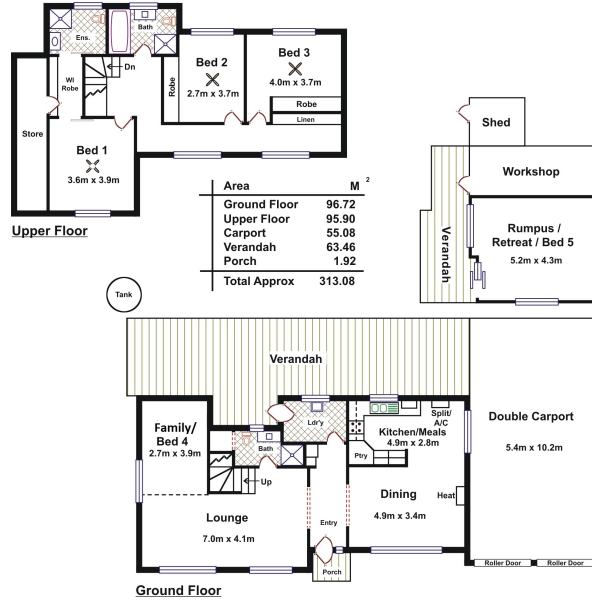 Ens.
Bath
Bed 2
2.7m x 3.7m
Bed 3
4.0m x 3.7m
Dn
WI
Robe
Robe
Robe
Linen
Store
Bed 1
3.6m x 3.9m
Upper Floor
Area M 2
Ground Floor 96.72
Upper Floor 95.90
Carport 55.08
Verandah 63.46
Porch 1.92
Total Approx 313.08
Shed
Workshop
Verandah
Rumpus /
Retreat / Bed 5
5.2m x 4.3m
Tank
Verandah
Family/
Bed 4
2.7m x 3.9m
Ldr'y
Bath
Kitchen/Meals
4.9m x 2.8m
Split/
A/C
Ptry
Double Carport
5.4m x 10.2m
Up
Lounge
7.0m x 4.1m
Entry
Dining
4.9m x 3.4m
Heat
Porch
Roller Door
Roller Door
Ground Floor